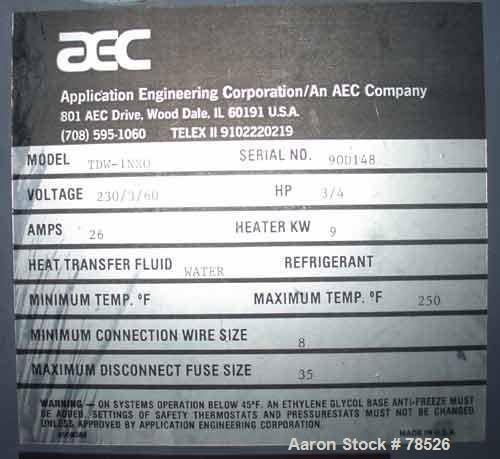 AEC
Application Engineering Corporation/An AEC Company
801 AEC Drive, Wood Dale, IL 60191 U.S.A.
(708) 595-1060 TELEX II 9102220219
MODEL TDW-1NXO SERIAL NO. 90D148
VOLTAGE 230/3/60 HP 3/4
AMPS 26 HEATER KW 9
HEAT TRANSFER FLUID WATER REFRIGERANT
MINIMUM TEMP. °F MAXIMUM TEMP. °F 250
MINIMUM CONNECTION WIRE SIZE 8
MAXIMUM DISCONNECT FUSE SIZE 35
WARNING — ON SYSTEMS OPERATION BELOW 45°F. AN ETHYLENE GLYCOL BASE ANTI-FREEZE MUST
BE ADDED. SETTINGS OF SAFETY THERMOSTATS AND PRESSURESTATS MUST NOT BE CHANGED
UNLESS APPROVED BY APPLICATION ENGINEERING CORPORATION.
MADE IN U.S.A.
Aaron Stock # 78526